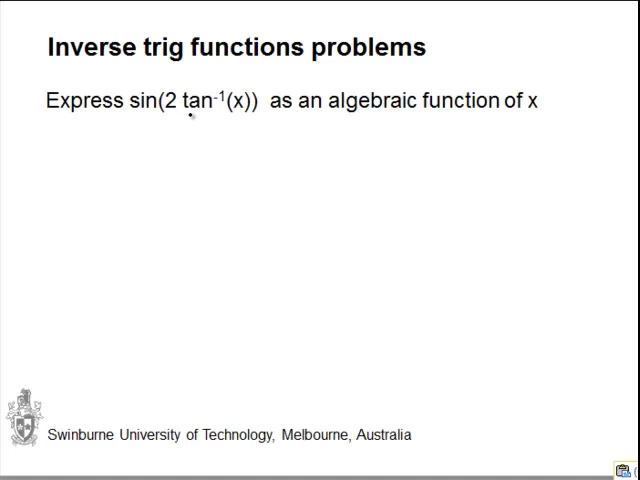 Inverse trig functions problems
Express sin(2 tan⁻¹(x)) as an algebraic function of x
Swinburne University of Technology, Melbourne, Australia